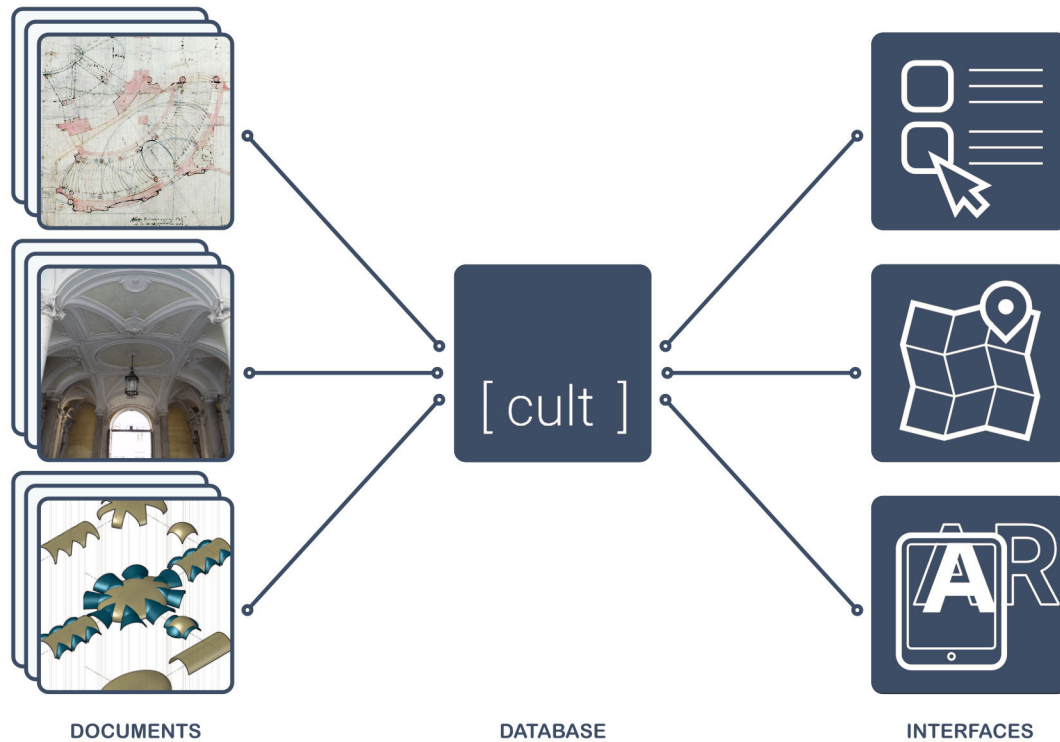 [ cult ]
AR
A
DOCUMENTS
DATABASE
INTERFACES